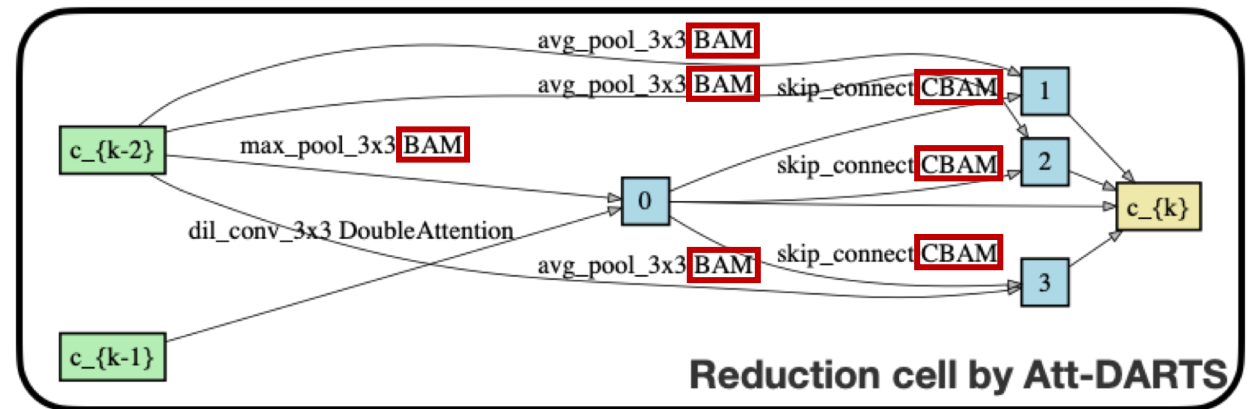 avg_pool_3x3 BAM
avg_pool_3x3 BAM
skip_connect CBAM
1
c_{k-2}
max_pool_3x3 BAM
skip_connect CBAM
2
0
c_{k}
dil_conv_3x3 DoubleAttention
avg_pool_3x3 BAM
skip_connect CBAM
3
c_{k-1}
Reduction cell by Att-DARTS